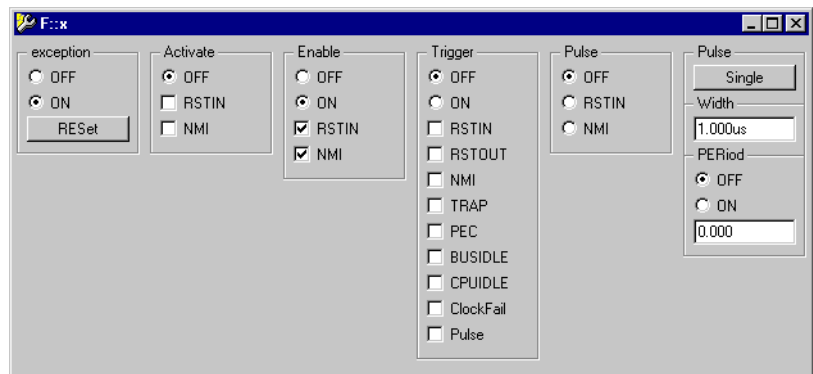 F::x
exception
OFF
ON
RESet
Activate
OFF
RSTIN
NMI
Enable
OFF
ON
RSTIN
NMI
Trigger
OFF
ON
RSTIN
RSTOUT
NMI
TRAP
PEC
BUSIDLE
CPUIDLE
ClockFail
Pulse
Pulse
OFF
RSTIN
NMI
Pulse
Single
Width
1.000us
PERiod
OFF
ON
0.000